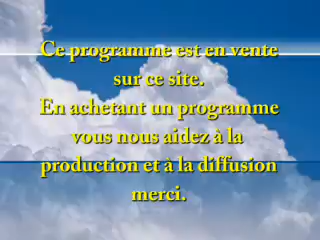 Ce programme est en vente
sur ce site.
En achetant un programme
vous nous aidez à la
production et à la diffusion
merci.